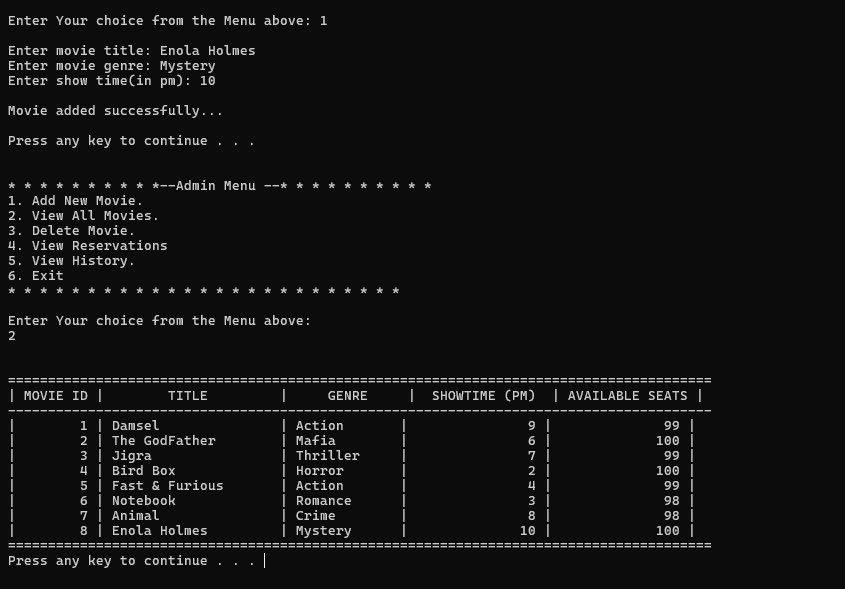 Enter Your choice from the Menu above: 1
Enter movie title: Enola Holmes
Enter movie genre: Mystery
Enter show time(in pm): 10
Movie added successfully...
Press any key to continue . . .
* * * * * * * * * *--Admin Menu --* * * * * * * * * *
1. Add New Movie.
2. View All Movies.
3. Delete Movie.
4. View Reservations
5. View History.
6. Exit
* * * * * * * * * * * * * * * * * * * * * * * * *
Enter Your choice from the Menu above:
2
========================================================================================
| MOVIE ID |        TITLE         |     GENRE     |  SHOWTIME (PM)  | AVAILABLE SEATS |
----------------------------------------------------------------------------------------
|        1 | Damsel               | Action       |               9 |              99 |
|        2 | The GodFather        | Mafia        |               6 |             100 |
|        3 | Jigra                | Thriller     |               7 |              99 |
|        4 | Bird Box             | Horror       |               2 |             100 |
|        5 | Fast & Furious       | Action       |               4 |              99 |
|        6 | Notebook             | Romance      |               3 |              98 |
|        7 | Animal               | Crime        |               8 |              98 |
|        8 | Enola Holmes         | Mystery      |              10 |             100 |
========================================================================================
Press any key to continue . . .